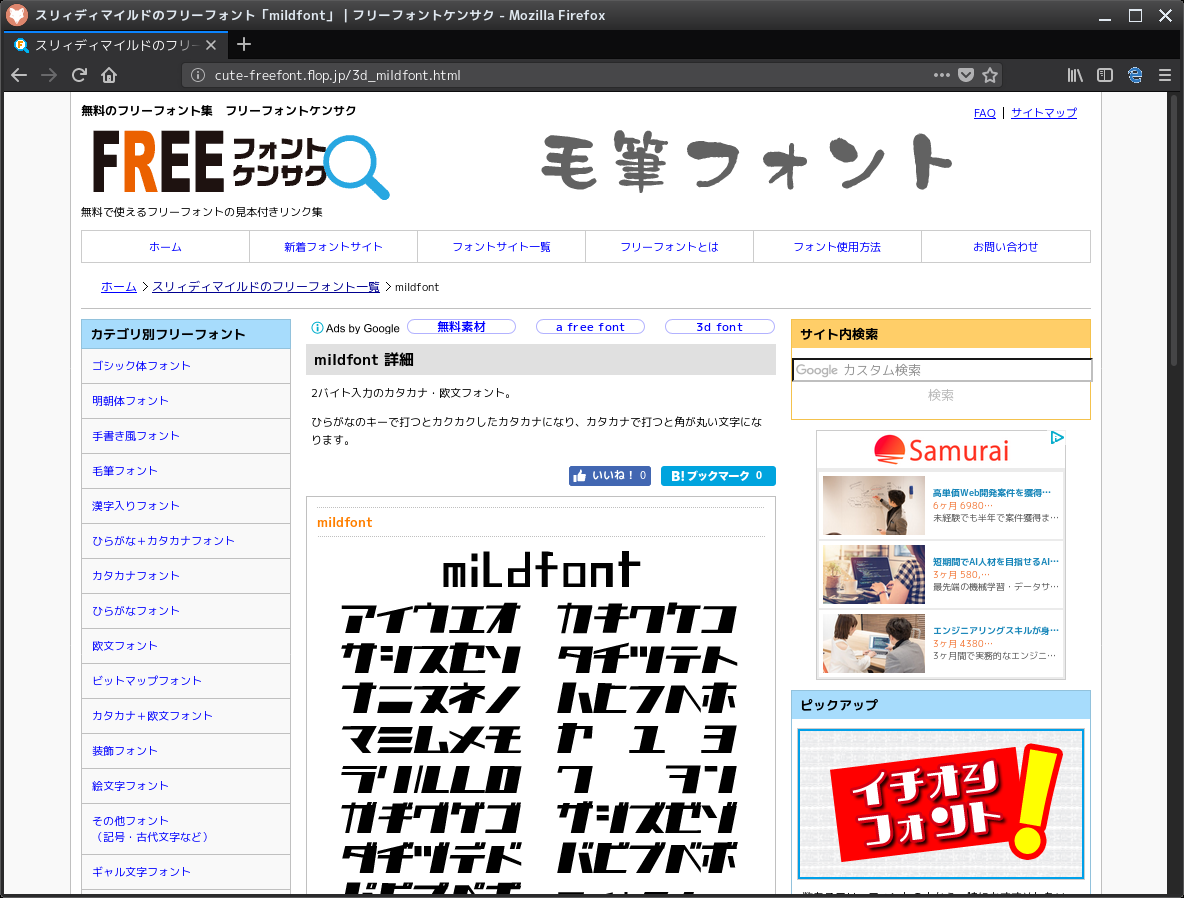 スリィディマイルドのフリーフォント「mildfont」 | フリーフォントケンサク - Mozilla Firefox
スリィディマイルドのフリー
cute-freefont.flop.jp/3d_mildfont.html
無料のフリーフォント集 フリーフォントケンサク
FAQ | サイトマップ
FREE フォントケンサク
毛筆フォント
無料で使えるフリーフォントの見本付きリンク集
ホーム
新着フォントサイト
フォントサイト一覧
フリーフォントとは
フォント使用方法
お問い合わせ
ホーム > スリィディマイルドのフリーフォント一覧 > mildfont
カテゴリ別フリーフォント
ゴシック体フォント
明朝体フォント
手書き風フォント
毛筆フォント
漢字入りフォント
ひらがな+カタカナフォント
カタカナフォント
ひらがなフォント
欧文フォント
ビットマップフォント
カタカナ+欧文フォント
装飾フォント
絵文字フォント
その他フォント
(記号・古代文字など)
ギャル文字フォント
Ads by Google
無料素材
a free font
3d font
mildfont 詳細
2バイト入力のカタカナ・欧文フォント。
ひらがなのキーで打つとカクカクしたカタカナになり、カタカナで打つと角が丸い文字にな
ります。
いいね! 0
B! ブックマーク 0
mildfont
mildfont
アイウエオ カキクケコ
サシスセソ タチツテト
ナニヌネノ ハヒフヘホ
マミムメモ ヤ ユ ヨ
ラリルレロ ワ ヲン
ガギグゲゴ ザジズゼゾ
ダヂヅデド バビブベボ
パピプペポ
サイト内検索
Google カスタム検索
検索
Samurai
高単価Web開発案件を獲得…
6ヶ月 6980…
未経験でも半年で案件獲得ま…
短期間でAI人材を目指せるAI…
3ヶ月 580,…
最先端の機械学習・データサ…
エンジニアリングスキルが身…
3ヶ月 4380…
3ヶ月間で実務的なエンジニ…
ピックアップ
イチオシ
フォント!